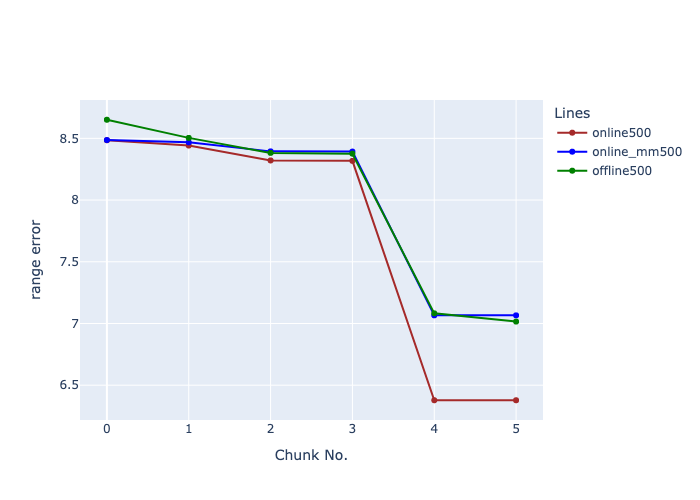 Lines
online500
online_mm500
offline500
range error
8.5
8
7.5
7
6.5
0 1 2 3 4 5
Chunk No.